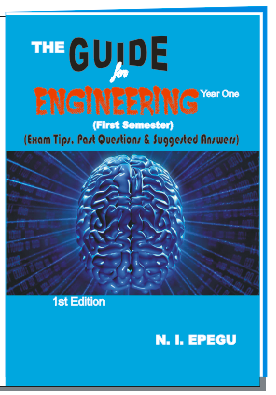 THE GUIDE
for
ENGINEERING Year One
(First Semester)
(Exam Tips, Past Questions & Suggested Answers)
1st Edition
N. I. EPEGU